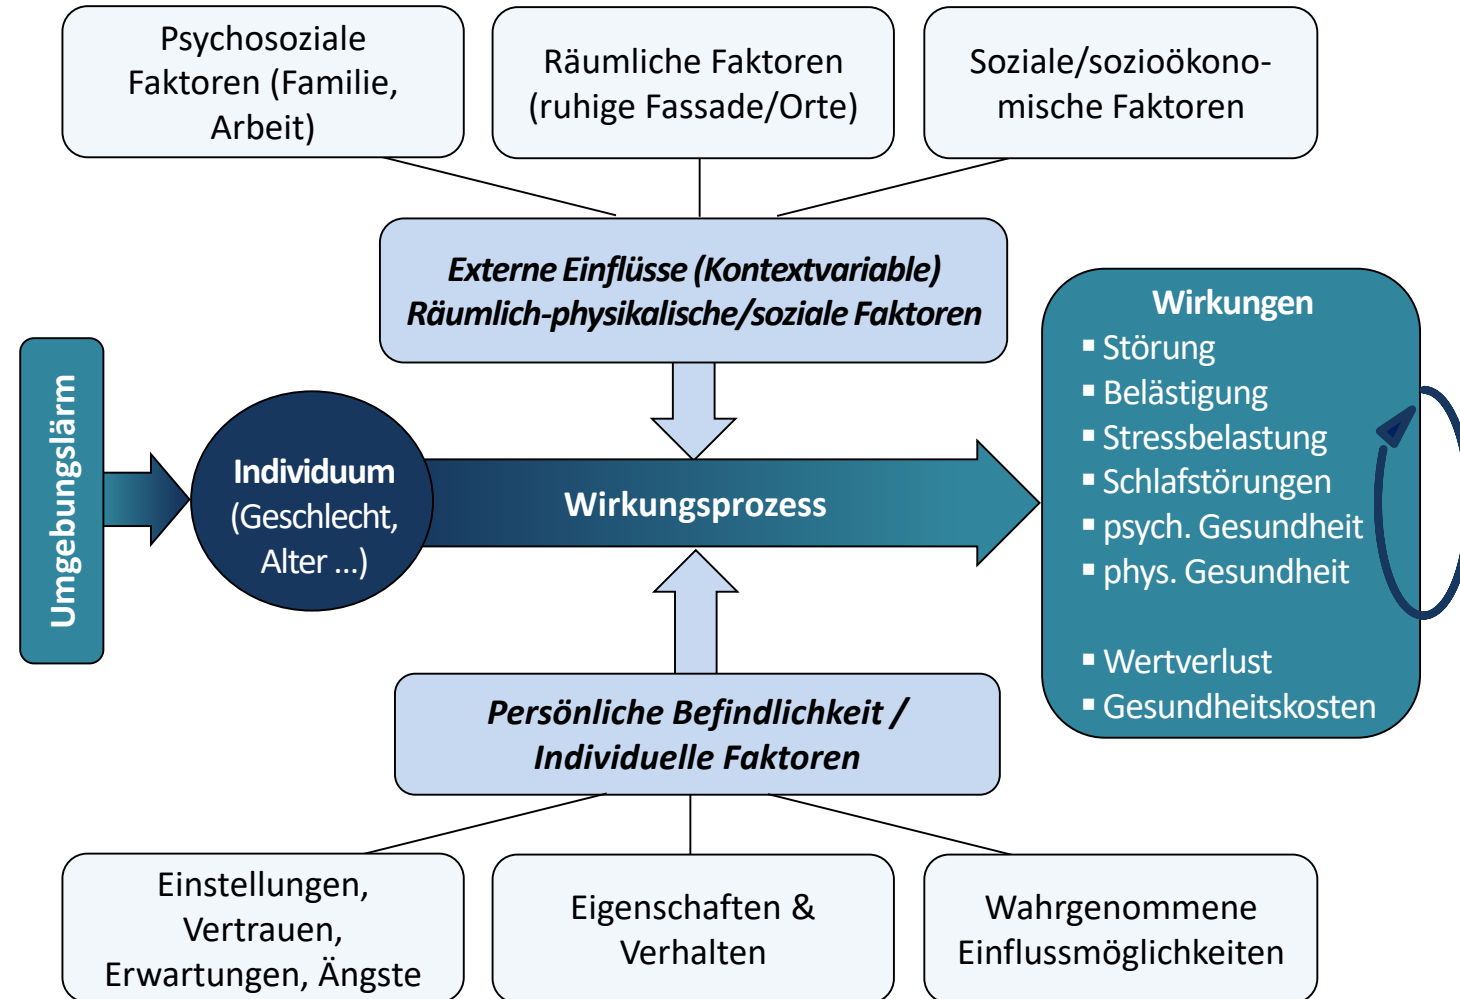 Psychosoziale
Faktoren (Familie,
Arbeit)
Räumliche Faktoren
(ruhige Fassade/Orte)
Soziale/sozioökono-
mische Faktoren
Externe Einflüsse (Kontextvariable)
Räumlich-physikalische/soziale Faktoren
Umgebungslärm
Individuum
(Geschlecht,
Alter ...)
Wirkungsprozess
Wirkungen
▪ Störung
▪ Belästigung
▪ Stressbelastung
▪ Schlafstörungen
▪ psych. Gesundheit
▪ phys. Gesundheit
▪ Wertverlust
▪ Gesundheitskosten
Persönliche Befindlichkeit /
Individuelle Faktoren
Einstellungen,
Vertrauen,
Erwartungen, Ängste
Eigenschaften &
Verhalten
Wahrgenommene
Einflussmöglichkeiten